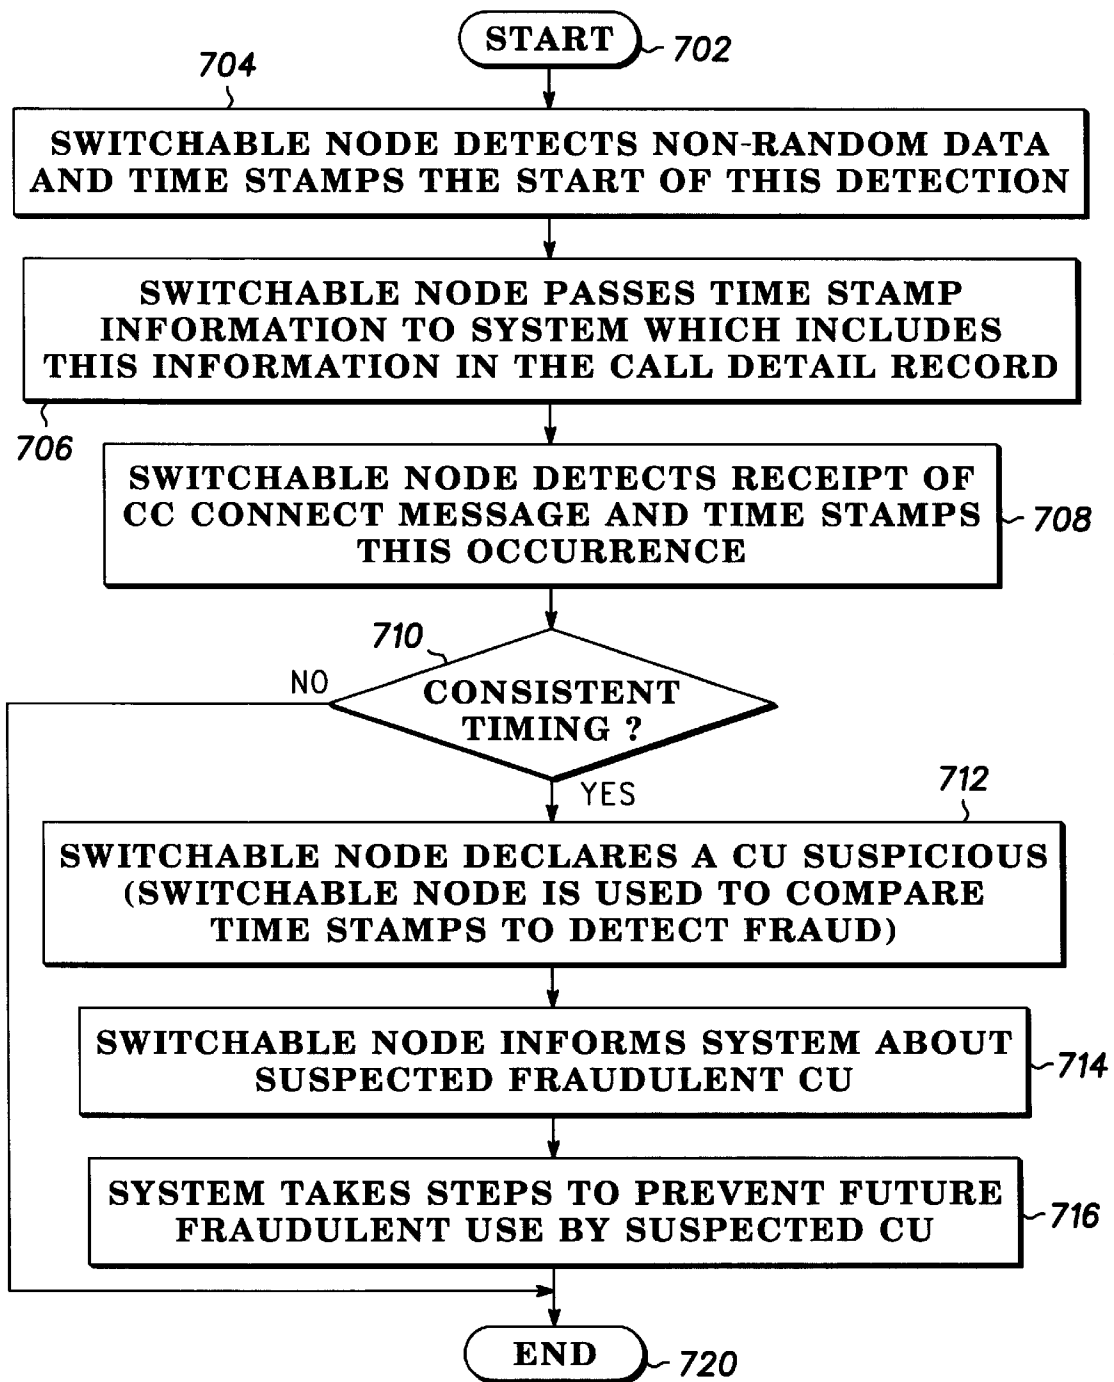 START
702
704
SWITCHABLE NODE DETECTS NON-RANDOM DATA
AND TIME STAMPS THE START OF THIS DETECTION
SWITCHABLE NODE PASSES TIME STAMP
INFORMATION TO SYSTEM WHICH INCLUDES
THIS INFORMATION IN THE CALL DETAIL RECORD
706
SWITCHABLE NODE DETECTS RECEIPT OF
CC CONNECT MESSAGE AND TIME STAMPS
THIS OCCURRENCE
708
710
NO
CONSISTENT
TIMING ?
YES
712
SWITCHABLE NODE DECLARES A CU SUSPICIOUS
(SWITCHABLE NODE IS USED TO COMPARE
TIME STAMPS TO DETECT FRAUD)
SWITCHABLE NODE INFORMS SYSTEM ABOUT
SUSPECTED FRAUDULENT CU
714
SYSTEM TAKES STEPS TO PREVENT FUTURE
FRAUDULENT USE BY SUSPECTED CU
716
END
720